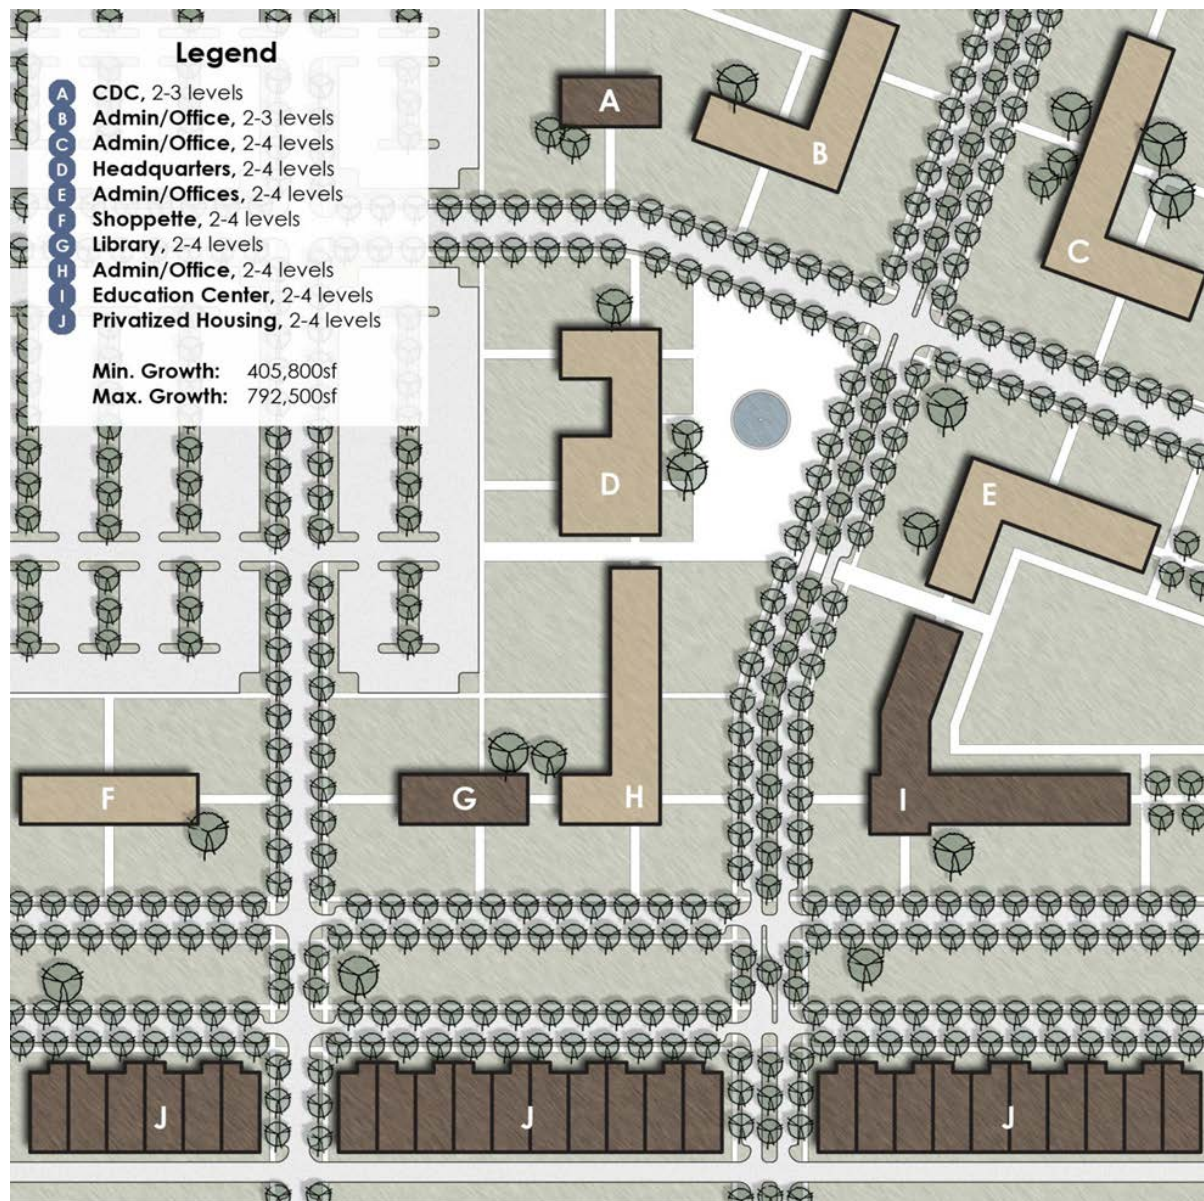 Legend
A CDC, 2-3 levels
B Admin/Office, 2-3 levels
C Admin/Office, 2-4 levels
D Headquarters, 2-4 levels
E Admin/Offices, 2-4 levels
F Shoppette, 2-4 levels
G Library, 2-4 levels
H Admin/Office, 2-4 levels
I Education Center, 2-4 levels
J Privatized Housing, 2-4 levels
Min. Growth: 405,800sf
Max. Growth: 792,500sf
A
B
C
D
E
F
G
H
I
J
J
J